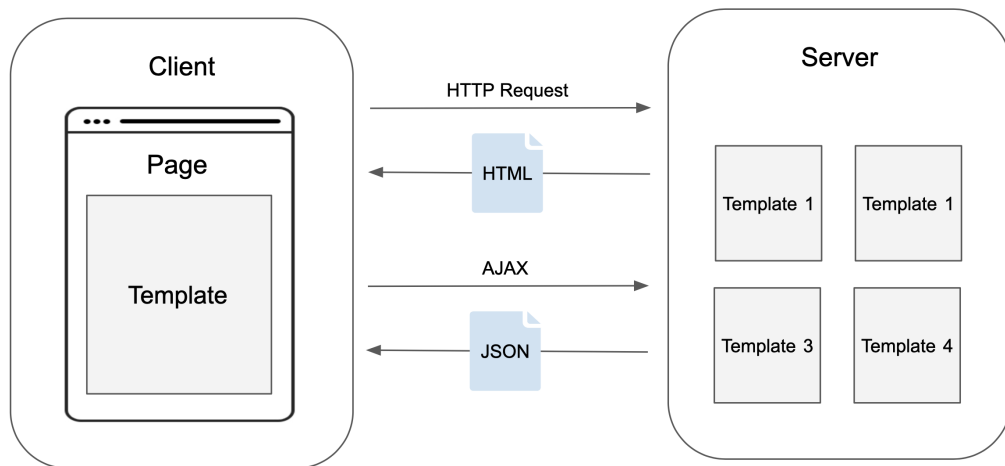 Client
Page
Template
HTTP Request
HTML
AJAX
JSON
Server
Template 1
Template 1
Template 3
Template 4